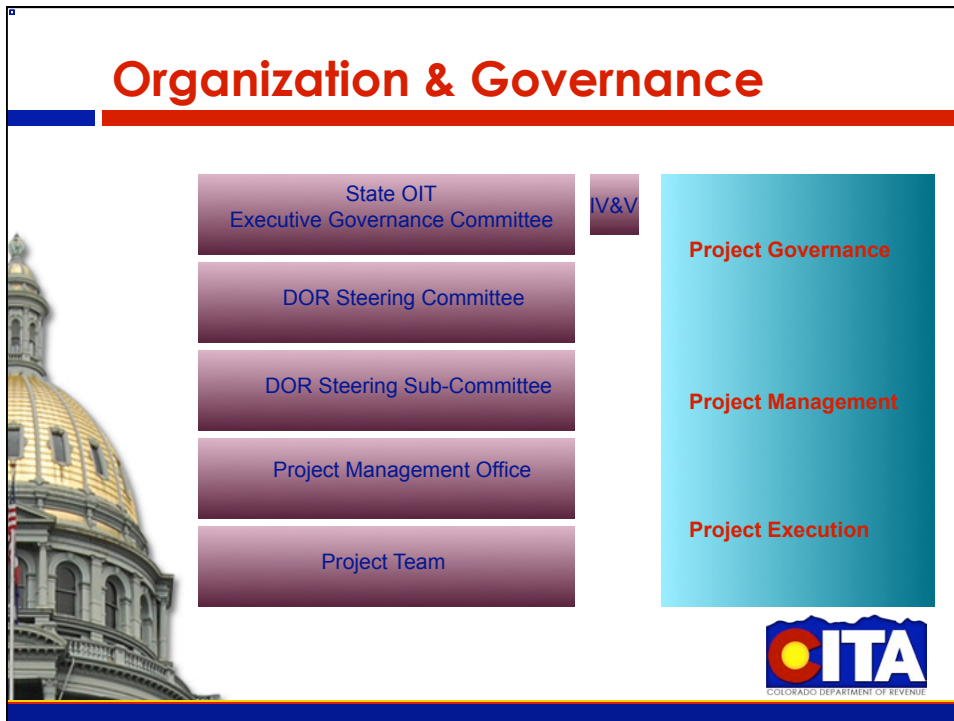 Organization & Governance
State OIT
Executive Governance Committee
IV&V
DOR Steering Committee
DOR Steering Sub-Committee
Project Management Office
Project Team
Project Governance
Project Management
Project Execution
CITA
COLORADO DEPARTMENT OF REVENUE